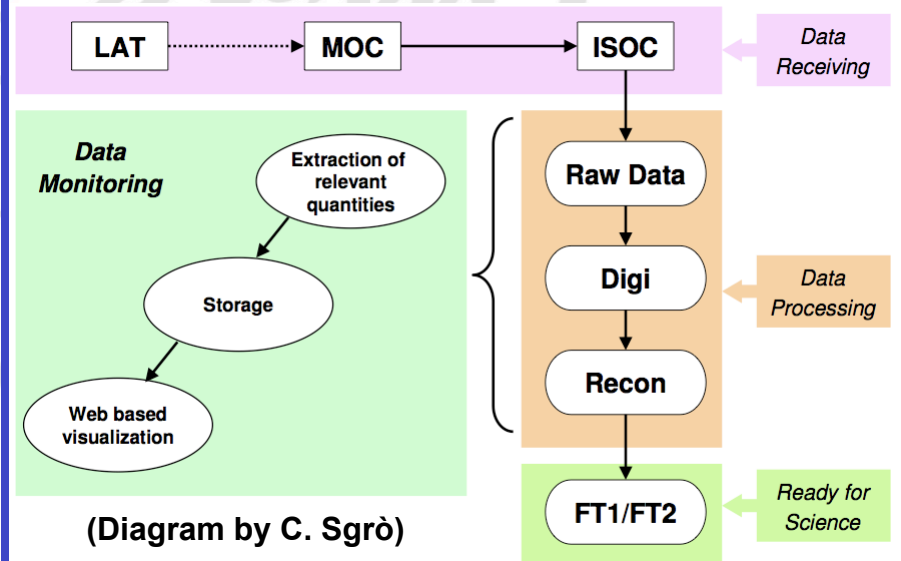 LAT
MOC
ISOC
Data
Receiving
Data
Monitoring
Extraction of
relevant
quantities
Storage
Web based
visualization
Raw Data
Digi
Recon
Data
Processing
FT1/FT2
Ready for
Science
(Diagram by C. Sgrò)